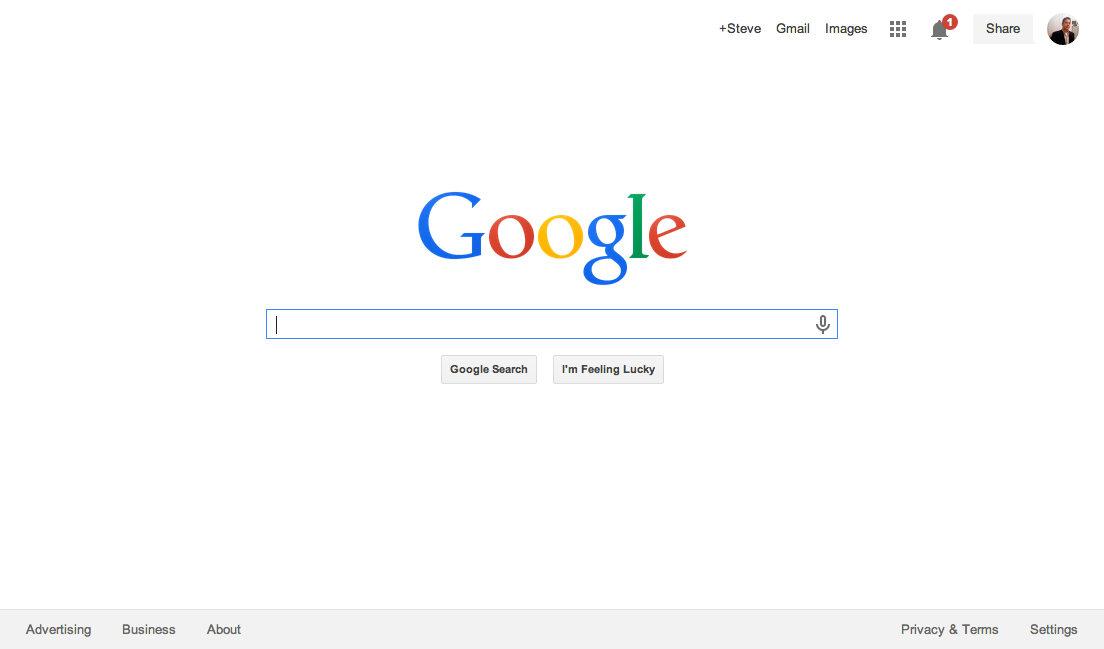 +Steve Gmail Images 1 Share
Google
Google Search I'm Feeling Lucky
Advertising Business About Privacy & Terms Settings